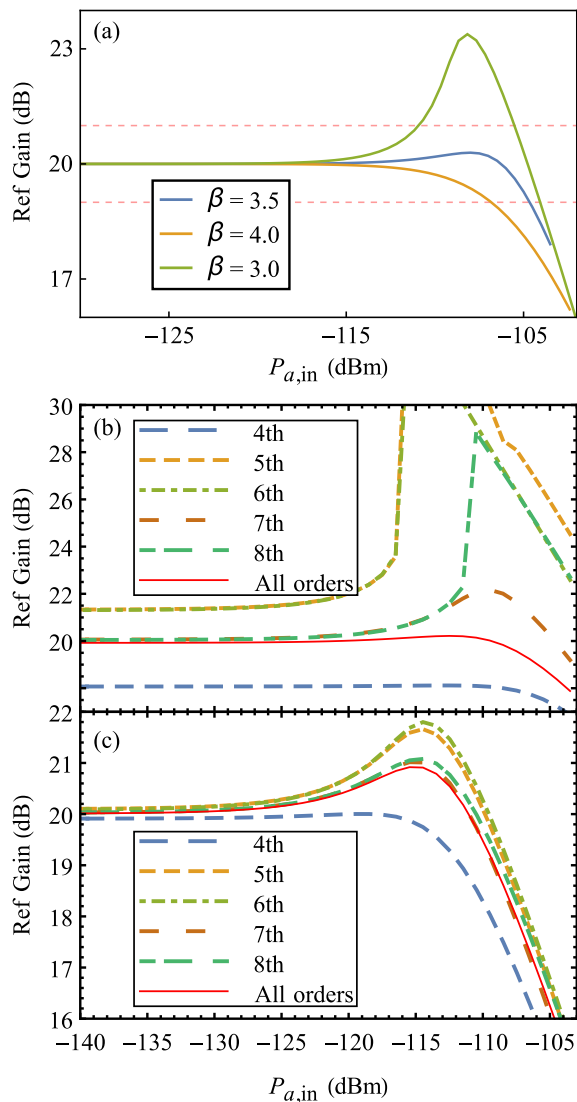 (a)
Ref Gain (dB)
23
20
17
β = 3.5
β = 4.0
β = 3.0
−125
−115
−105
P a,in (dBm)
(b)
Ref Gain (dB)
30
28
26
24
22
20
4th
5th
6th
7th
8th
All orders
(c)
Ref Gain (dB)
22
21
20
19
18
17
16
4th
5th
6th
7th
8th
All orders
−140 −135 −130 −125 −120 −115 −110 −105
P a,in (dBm)